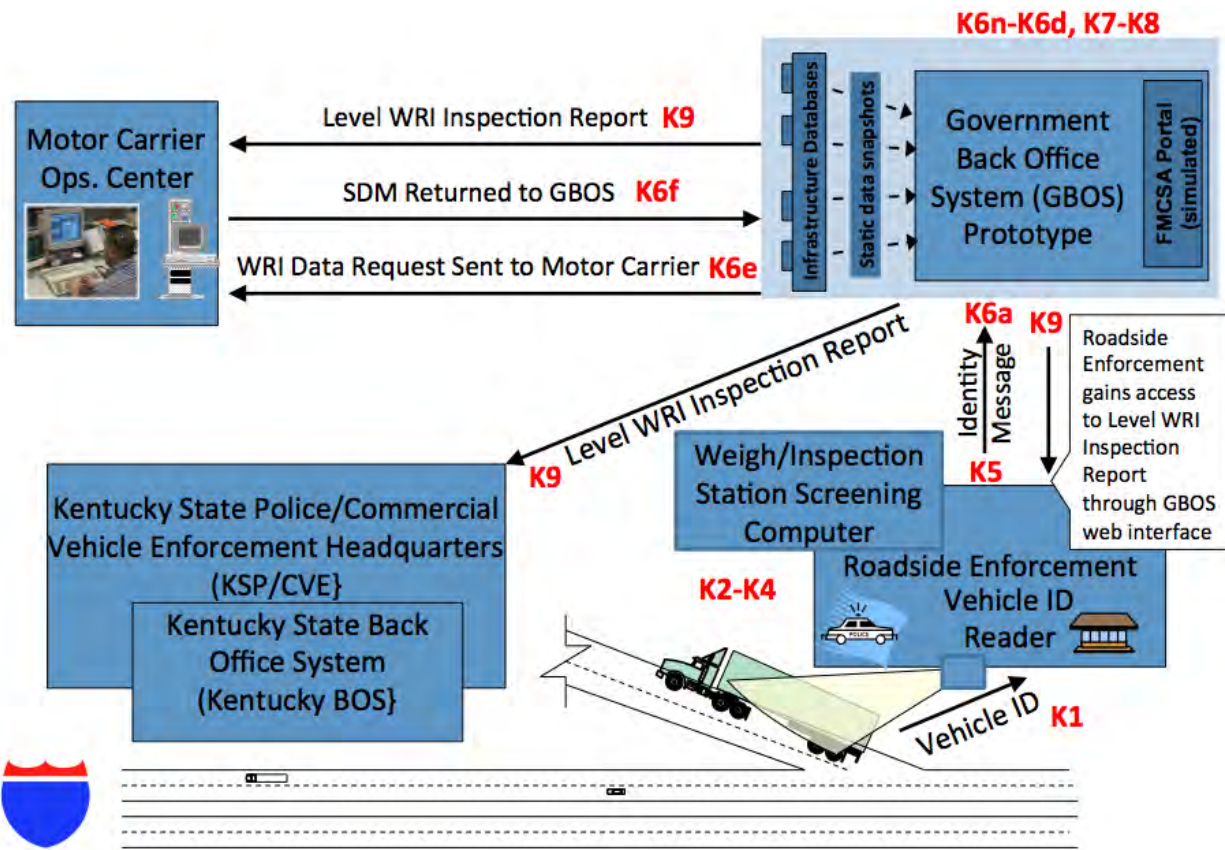 K6n-K6d, K7-K8
Motor Carrier
Ops. Center
Level WRI Inspection Report K9
SDM Returned to GBOS K6f
WRI Data Request Sent to Motor Carrier K6e
Infrastructure Databases
Static data snapshots
Government
Back Office
System (GBOS)
Prototype
FMCSA Portal
(simulated)
Level WRI Inspection Report
K9
K6a
Identity
Message
K5
K9
Roadside
Enforcement
gains access
to Level WRI
Inspection
Report
through GBOS
web interface
Weigh/Inspection
Station Screening
Computer
Roadside Enforcement
Vehicle ID
Reader
POLICE
K2-K4
Vehicle ID K1
Kentucky State Police/Commercial
Vehicle Enforcement Headquarters
(KSP/CVE}
Kentucky State Back
Office System
(Kentucky BOS}